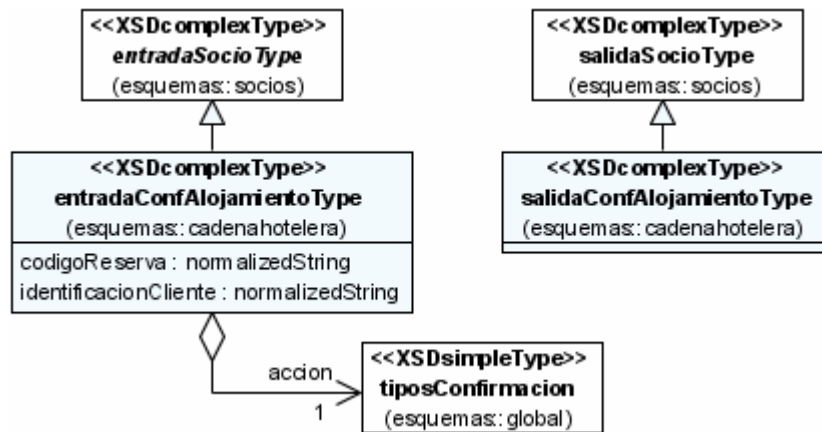 <<XSDcomplexType>>
entradaSocioType
(esquemas:: socios)
<<XSDcomplexType>>
salidaSocioType
(esquemas:: socios)
<<XSDcomplexType>>
entradaConfAlojamientoType
(esquemas:: cadenahotelera)
codigoReserva : normalizedString
identificacionCliente : normalizedString
<<XSDcomplexType>>
salidaConfAlojamientoType
(esquemas:: cadenahotelera)
accion
1
<<XSDsimpleType>>
tiposConfirmacion
(esquemas:: global)